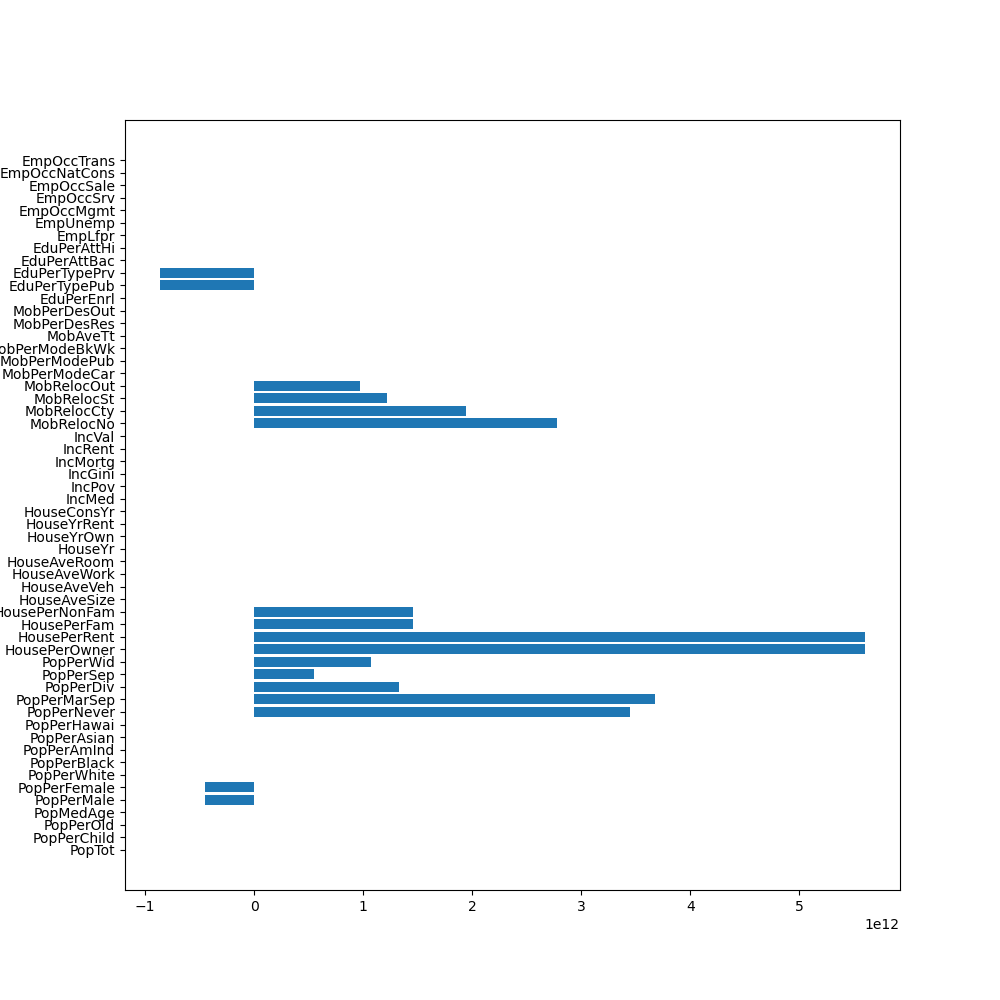 EmpOccTrans
EmpOccNatCons
EmpOccSale
EmpOccSrv
EmpOccMgmt
EmpUnemp
EmpLfpr
EduPerAttHi
EduPerAttBac
EduPerTypePrv
EduPerTypePub
EduPerEnrl
MobPerDesOut
MobPerDesRes
MobAveTt
obPerModeBkWk
MobPerModePub
MobPerModeCar
MobRelocOut
MobRelocSt
MobRelocCty
MobRelocNo
IncVal
IncRent
IncMortg
IncGini
IncPov
IncMed
HouseConsYr
HouseYrRent
HouseYrOwn
HouseYr
HouseAveRoom
HouseAveWork
HouseAveVeh
HouseAveSize
HousePerNonFam
HousePerFam
HousePerRent
HousePerOwner
PopPerWid
PopPerSep
PopPerDiv
PopPerMarSep
PopPerNever
PopPerHawai
PopPerAsian
PopPerAmInd
PopPerBlack
PopPerWhite
PopPerFemale
PopPerMale
PopMedAge
PopPerOld
PopPerChild
PopTot
−1 0 1 2 3 4 5
1e12